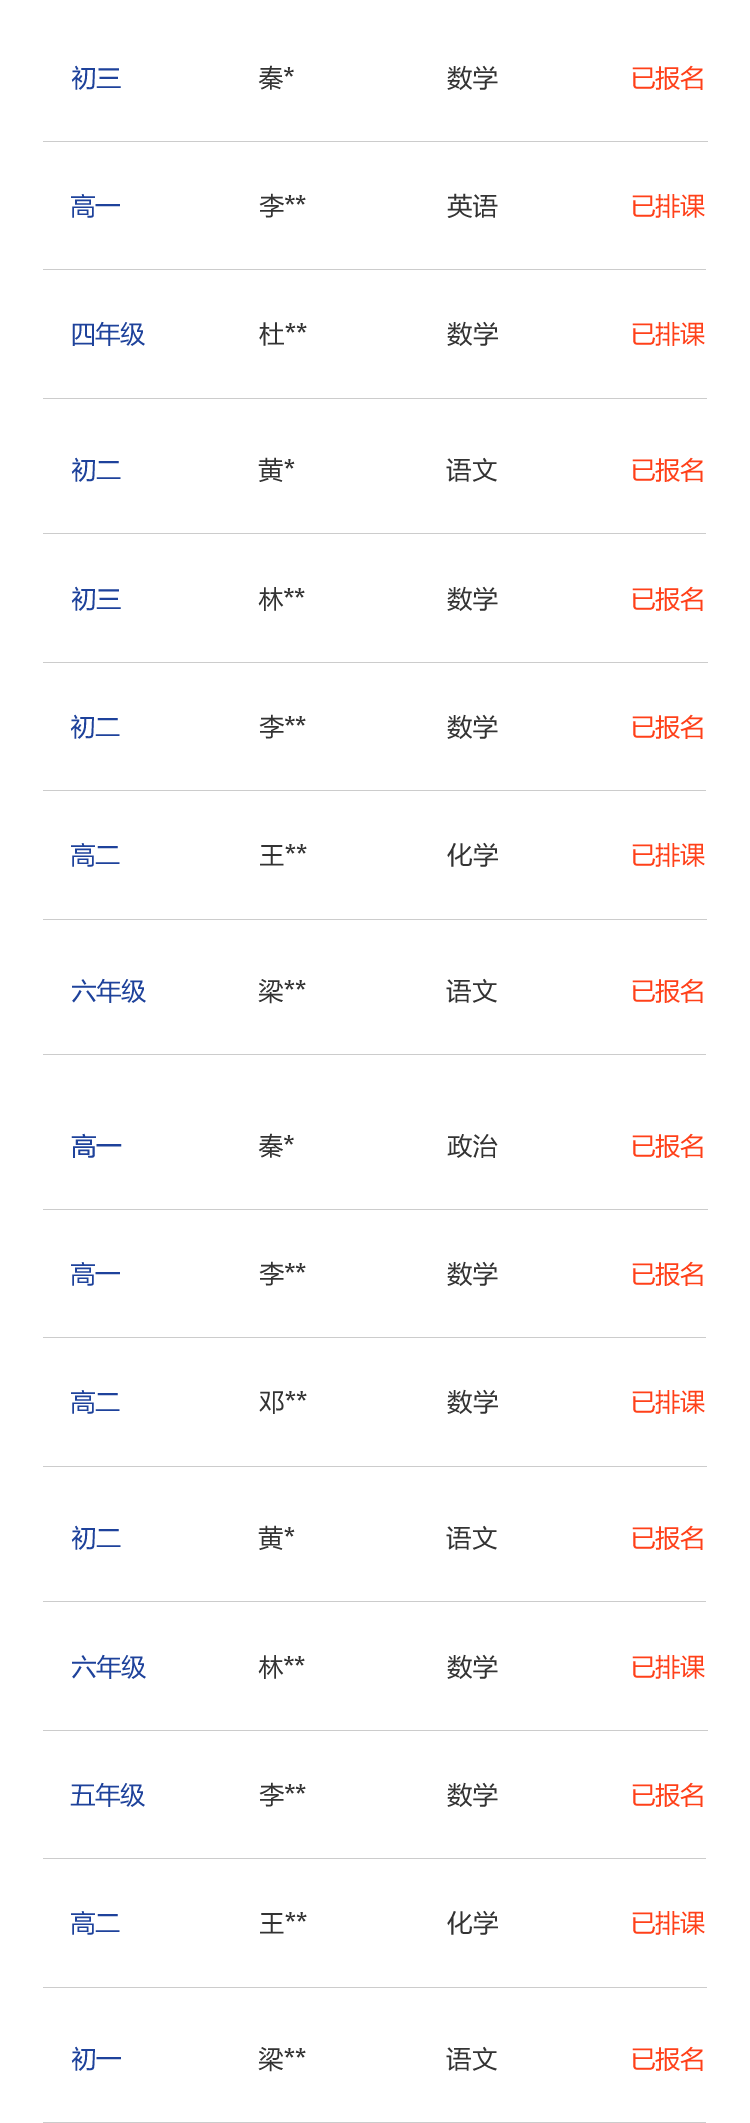 初三 秦* 数学 已报名
高一 李** 英语 已排课
四年级 杜** 数学 已排课
初二 黄* 语文 已报名
初三 林** 数学 已报名
初二 李** 数学 已报名
高二 王** 化学 已排课
六年级 梁** 语文 已报名
高一 秦* 政治 已报名
高一 李** 数学 已报名
高二 邓** 数学 已排课
初二 黄* 语文 已报名
六年级 林** 数学 已排课
五年级 李** 数学 已报名
高二 王** 化学 已排课
初一 梁** 语文 已报名